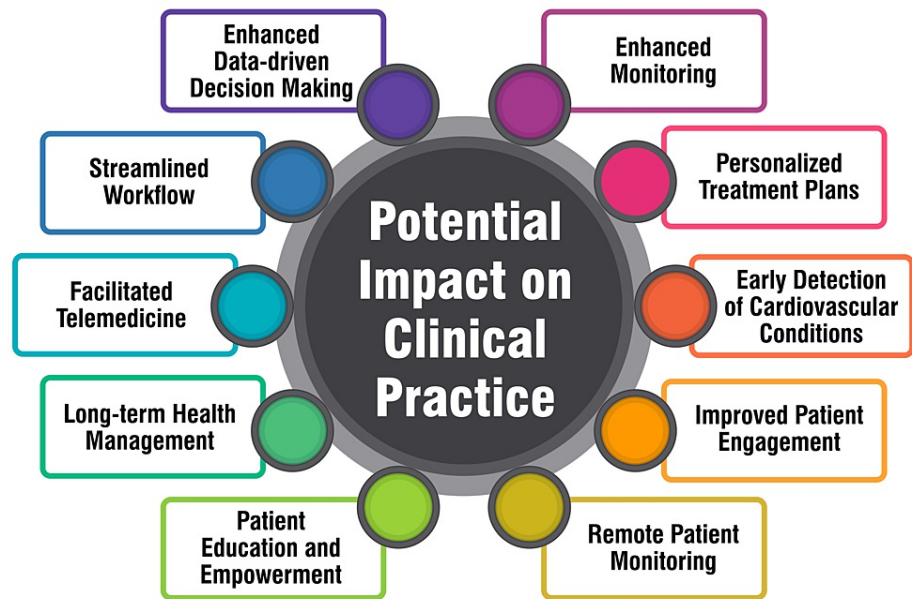 Enhanced
Data-driven
Decision Making
Enhanced
Monitoring
Streamlined
Workflow
Personalized
Treatment Plans
Potential
Impact on
Clinical
Practice
Facilitated
Telemedicine
Early Detection
of Cardiovascular
Conditions
Long-term Health
Management
Improved Patient
Engagement
Patient
Education and
Empowerment
Remote Patient
Monitoring